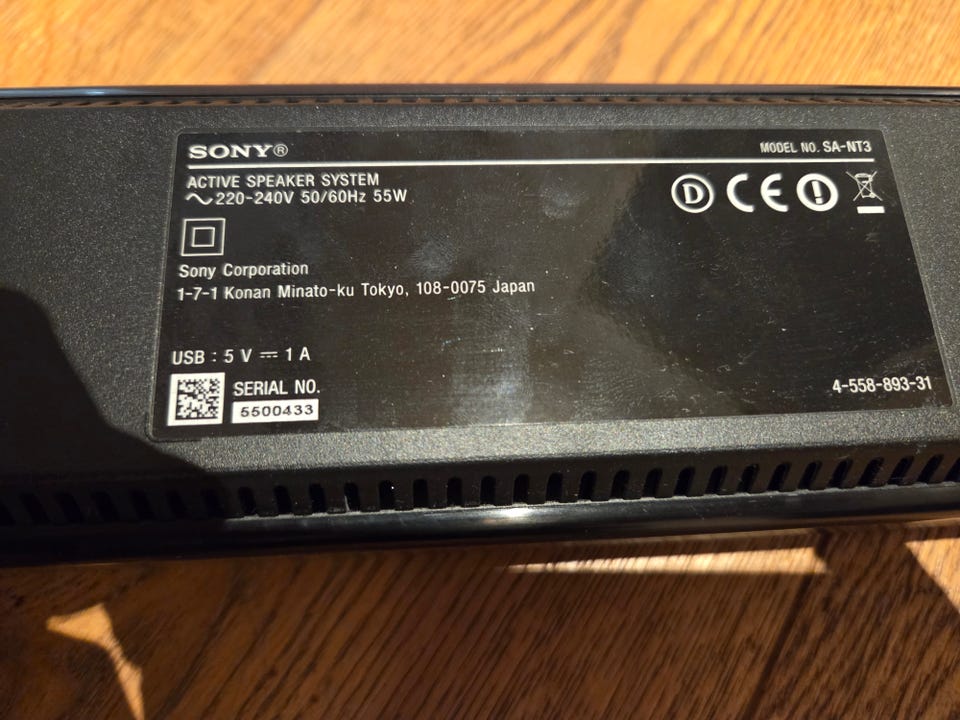 SONY®
MODEL NO. SA-NT3
ACTIVE SPEAKER SYSTEM
~220-240V 50/60Hz 55W
D CE
Sony Corporation
1-7-1 Konan Minato-ku Tokyo, 108-0075 Japan
USB : 5 V ⎓ 1 A
SERIAL NO.
5500433
4-558-893-31